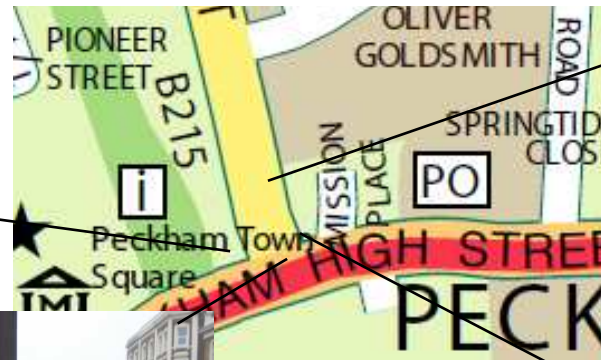 T
OLIVER
GOLDSMITH
PIONEER
STREET
B215
ROAD
SPRINGTID
CLOS
MISSION
PLACE
i
PO
Peckham Town
Square
HAM HIGH STREE
M
PECK